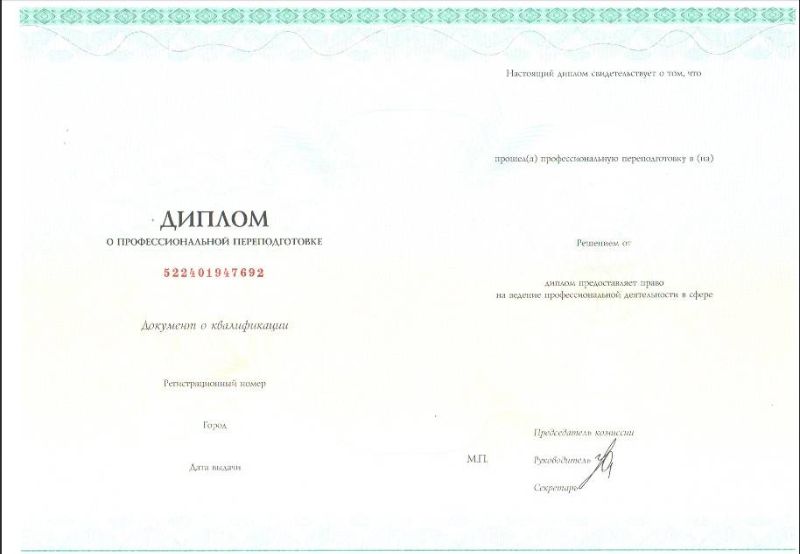 ДИПЛОМ
О ПРОФЕССИОНАЛЬНОЙ ПЕРЕПОДГОТОВКЕ
522401947692
Документ о квалификации
Регистрационный номер
Город
Дата выдачи
Настоящий диплом свидетельствует о том, что
прошел(а) профессиональную переподготовку в (на)
Решением от
диплом предоставляет право
на ведение профессиональной деятельности в сфере
Председатель комиссии
М.П.
Руководитель
Секретарь